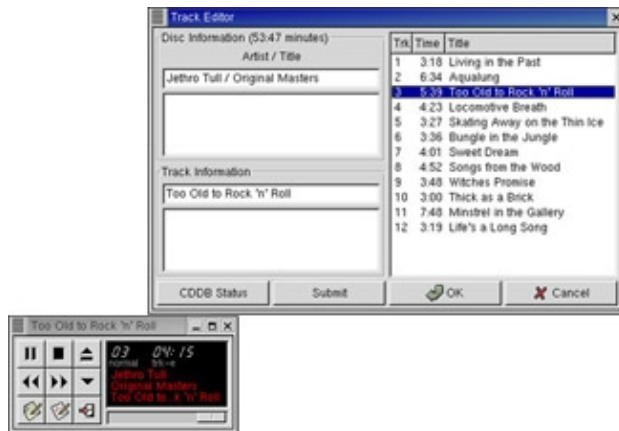 Track Editor
Disc Information (53:47 minutes)
Artist / Title
Jethro Tull / Original Masters
Track Information
Too Old to Rock 'n' Roll
Trk Time Title
1 3:18 Living in the Past
2 6:34 Aqualung
3 5:39 Too Old to Rock 'n' Roll
4 4:23 Locomotive Breath
5 3:27 Skating Away on the Thin Ice
6 3:36 Bungle in the Jungle
7 4:01 Sweet Dream
8 4:52 Songs from the Wood
9 3:48 Witches Promise
10 3:00 Thick as a Brick
11 7:48 Minstrel in the Gallery
12 3:19 Life's a Long Song
CDDB Status Submit OK Cancel
Too Old to Rock 'n' Roll
03 04:15
normal trk-e
Jethro Tull
Original Masters
Too Old to..k 'n' Roll